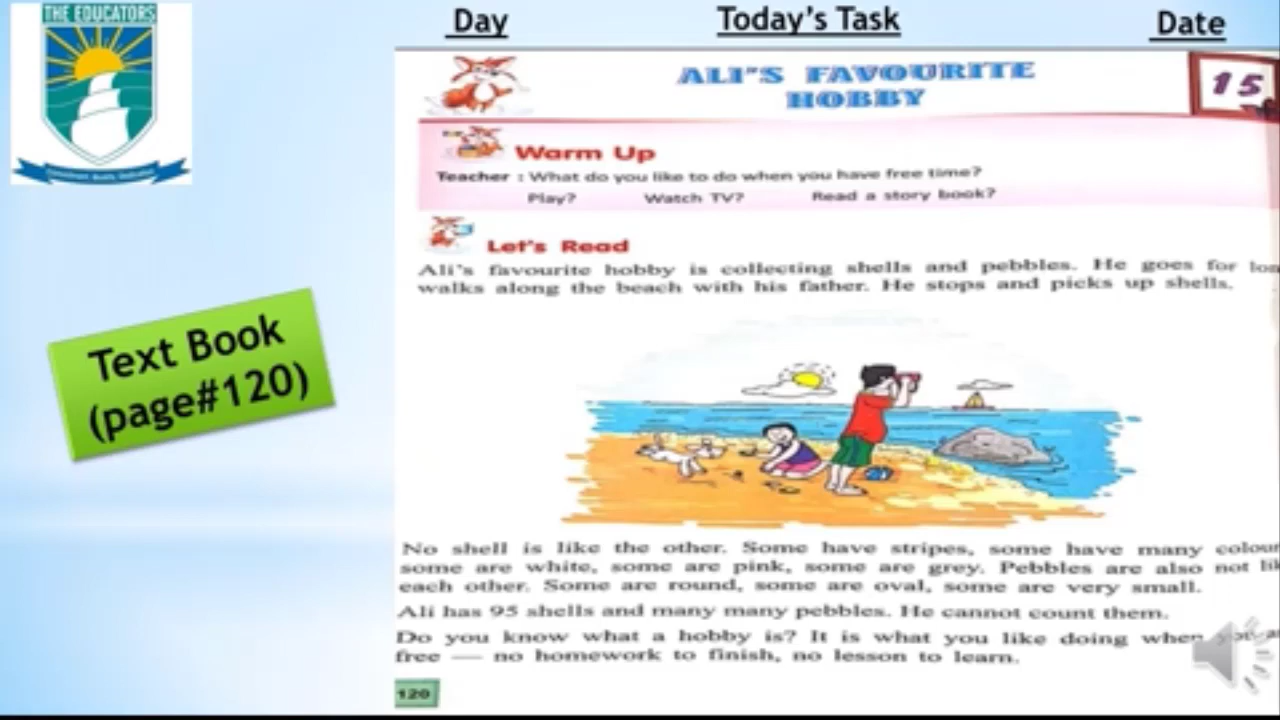 THE EDUCATORS
Day
Today's Task
Date
ALI'S FAVOURITE
HOBBY
15
Warm Up
Teacher : What do you like to do when you have free time?
Play? Watch TV? Read a story book?
Let's Read
Ali's favourite hobby is collecting shells and pebbles. He goes for
walks along the beach with his father. He stops and picks up shells.
Text Book
(page#120)
No shell is like the other. Some have stripes, some have many
some are white, some are pink, some are grey. Pebbles are also not
each other. Some are round, some are oval, some are very small.
Ali has 95 shells and many many pebbles. He cannot count them.
Do you know what a hobby is? It is what you like doing when
free — no homework to finish, no lesson to learn.
120